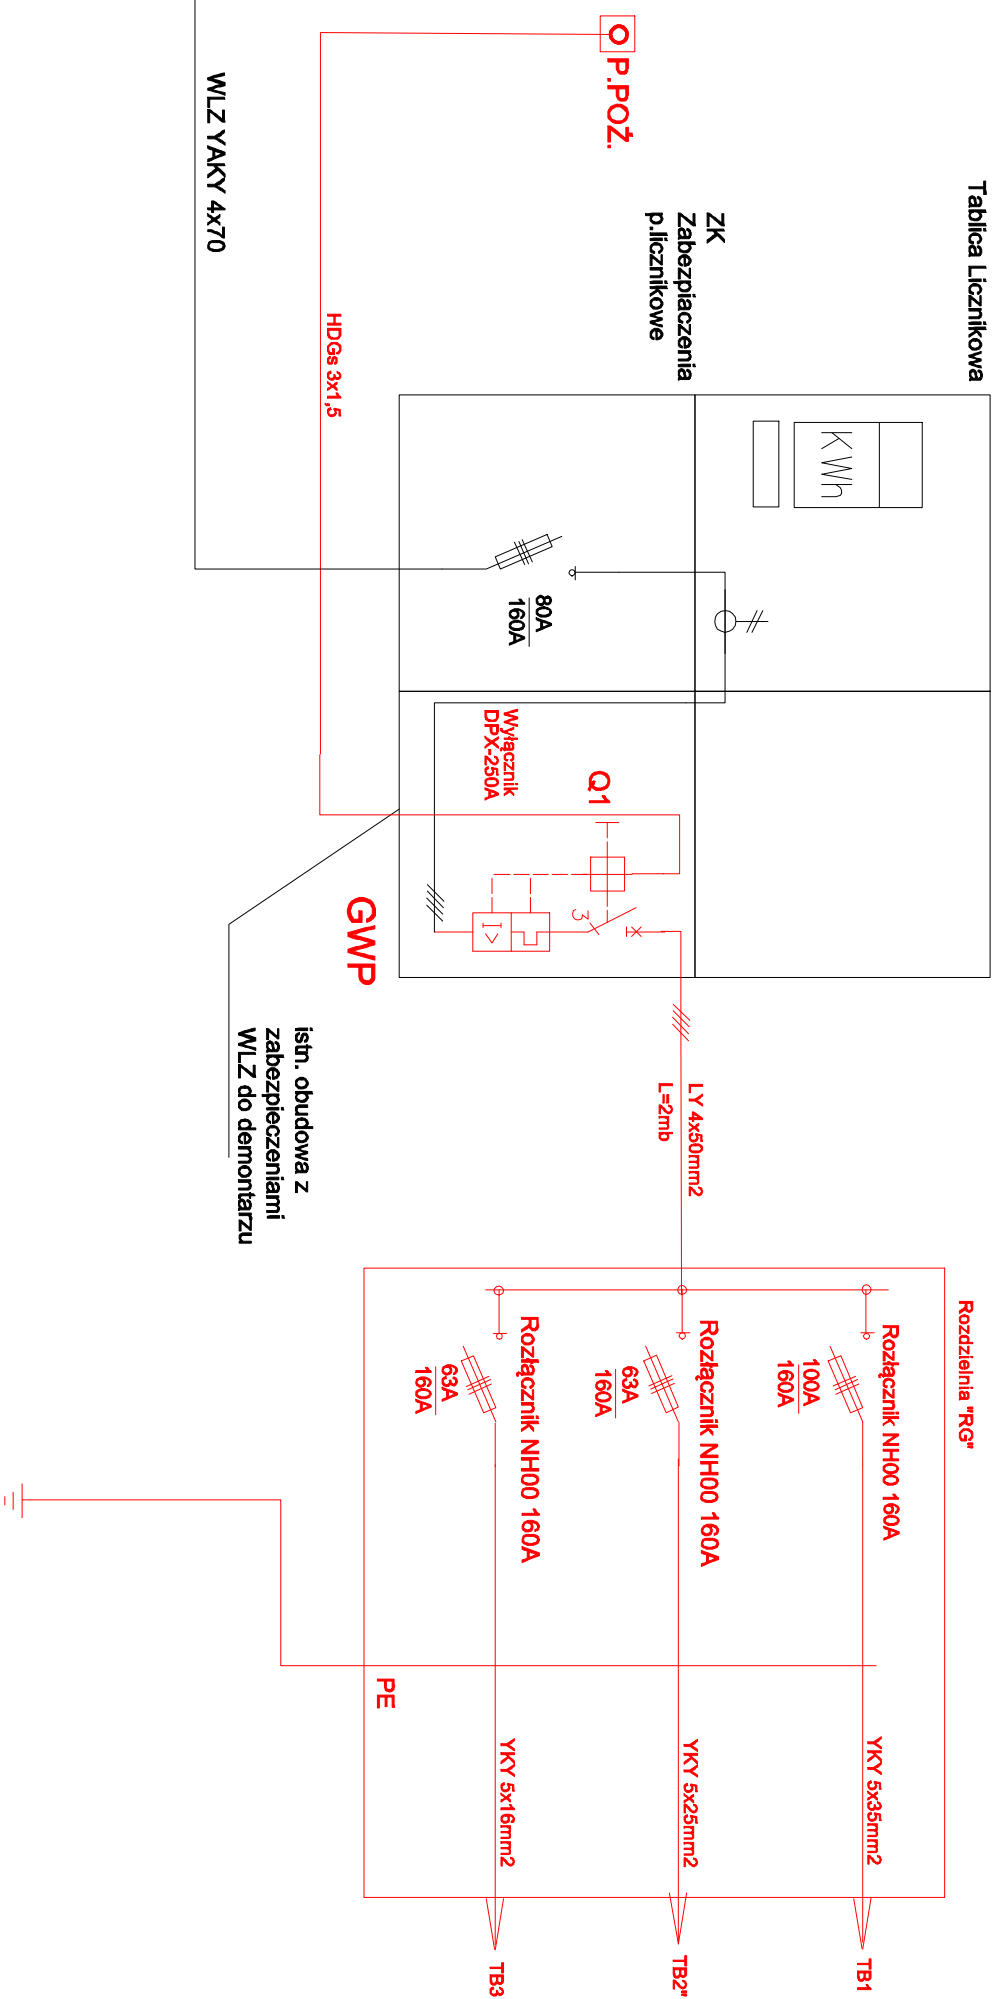 Tablica Licznikowa
KWh
ZK
Zabezpiaczenia
p.licznikowe
80A
160A
P.POŻ.
HDGs 3x1,5
WLZ YAKY 4x70
Wyłącznik
DPX-250A
Q1
3
I>
GWP
istn. obudowa z
zabezpieczeniami
WLZ do demontarzu
LY 4x50mm2
L=2mb
Rozdzielnia "RG"
Rozłącznik NH00 160A
100A
160A
YKY 5x35mm2
TB1
Rozłącznik NH00 160A
63A
160A
YKY 5x25mm2
TB2"
Rozłącznik NH00 160A
63A
160A
YKY 5x16mm2
TB3
PE